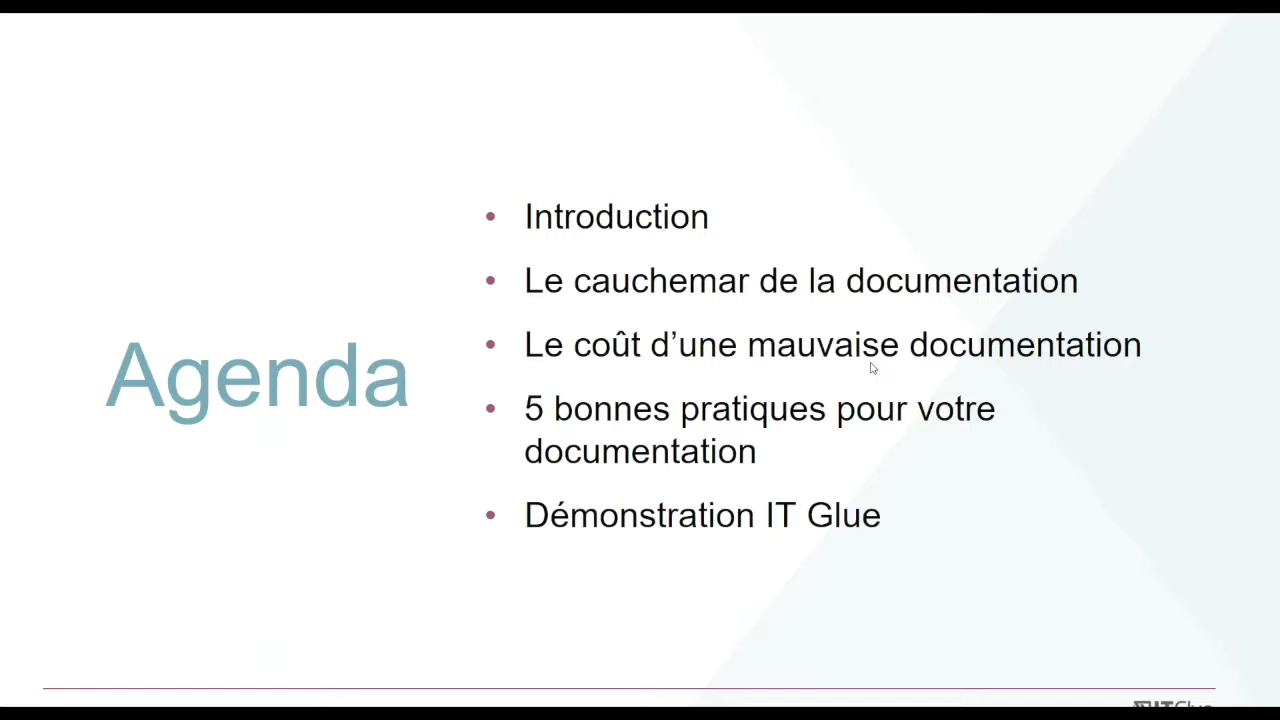 Agenda
• Introduction
• Le cauchemar de la documentation
• Le coût d’une mauvaise documentation
• 5 bonnes pratiques pour votre
documentation
• Démonstration IT Glue